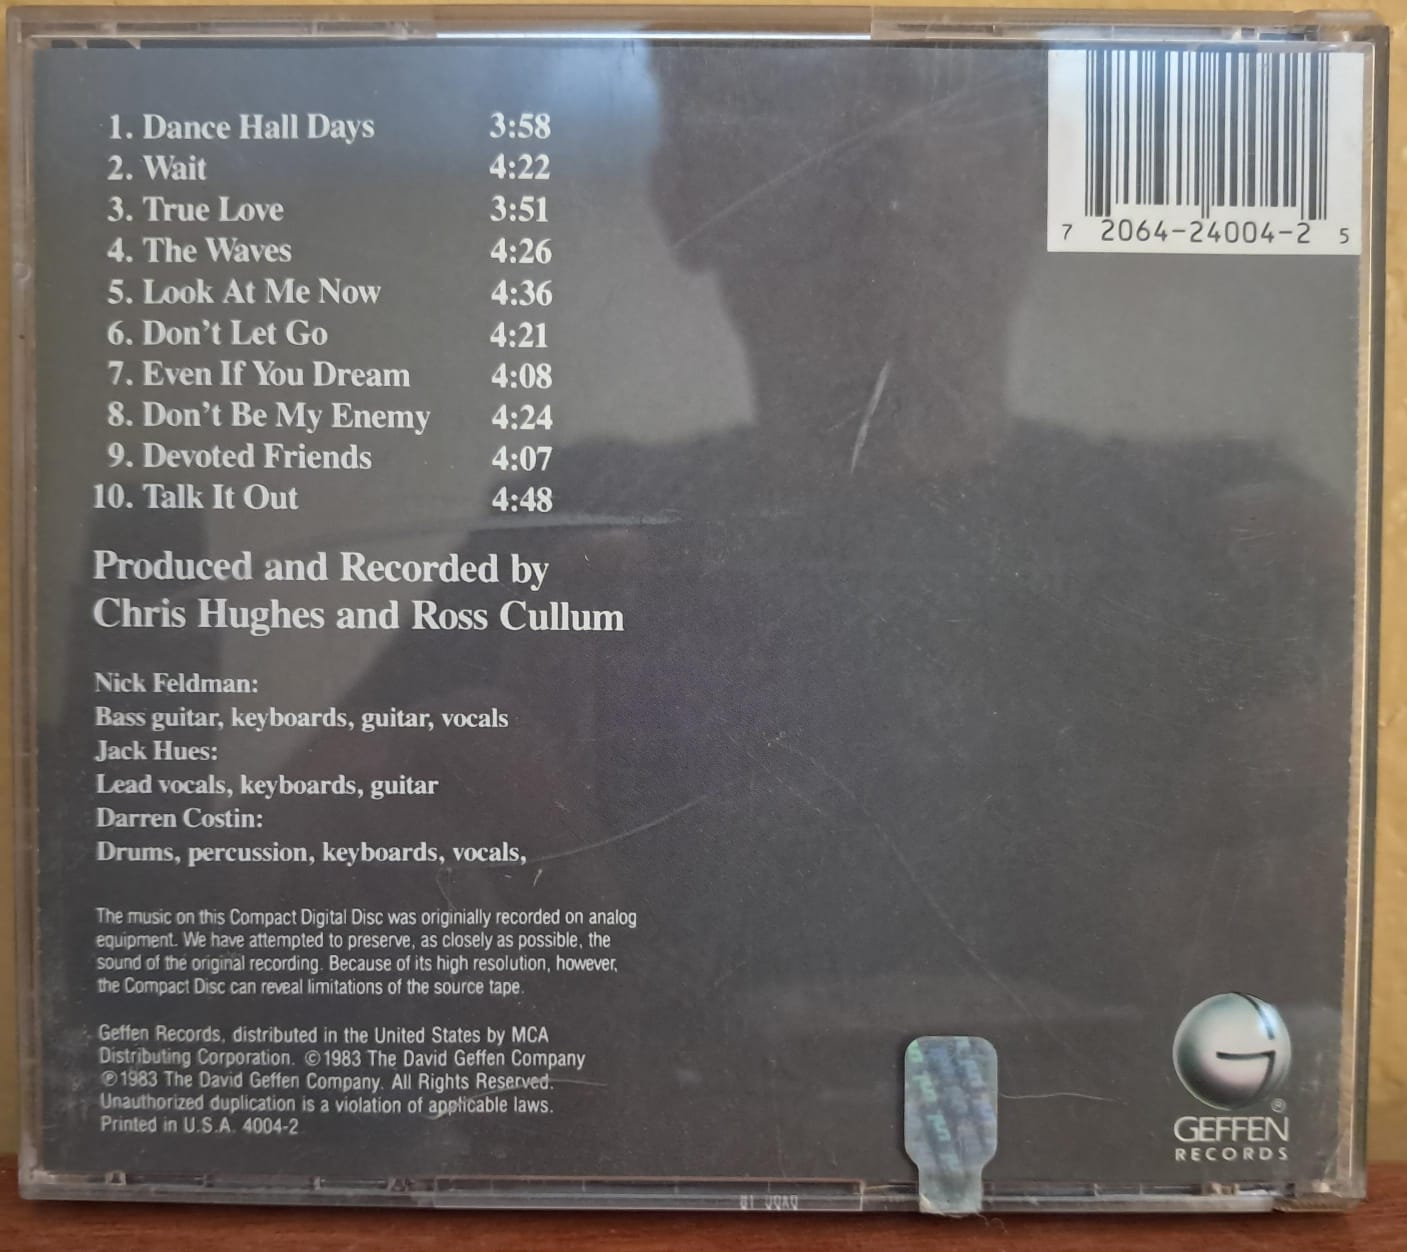 1. Dance Hall Days 3:58
2. Wait 4:22
3. True Love 3:51
4. The Waves 4:26
5. Look At Me Now 4:36
6. Don't Let Go 4:21
7. Even If You Dream 4:08
8. Don't Be My Enemy 4:24
9. Devoted Friends 4:07
10. Talk It Out 4:48
7 2064-24004-2 5
Produced and Recorded by
Chris Hughes and Ross Cullum
Nick Feldman:
Bass guitar, keyboards, guitar, vocals
Jack Hues:
Lead vocals, keyboards, guitar
Darren Costin:
Drums, percussion, keyboards, vocals,
The music on this Compact Digital Disc was originially recorded on analog
equipment. We have attempted to preserve, as closely as possible, the
sound of the original recording. Because of its high resolution, however,
the Compact Disc can reveal limitations of the source tape.
Geffen Records, distributed in the United States by MCA
Distributing Corporation. ©1983 The David Geffen Company
℗1983 The David Geffen Company. All Rights Reserved.
Unauthorized duplication is a violation of applicable laws.
Printed in U.S.A. 4004-2
®
GEFFEN
RECORDS